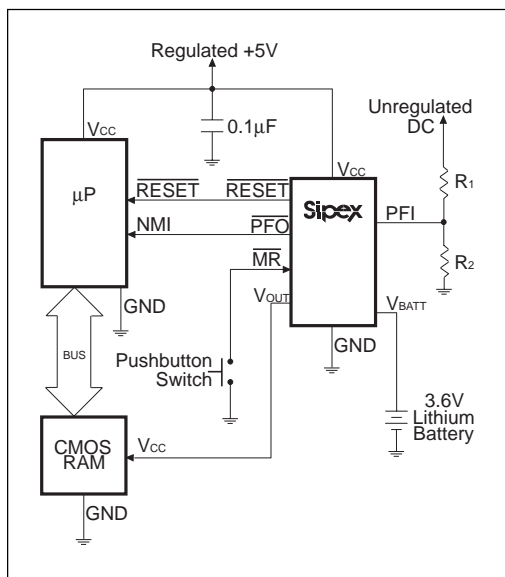 Regulated +5V
Unregulated
DC
VCC
0.1µF
VCC
µP
RESET
RESET
Sipex
R1
NMI
PFO
PFI
MR
R2
VOUT
VBATT
GND
GND
BUS
Pushbutton
Switch
3.6V
Lithium
Battery
CMOS
RAM
VCC
GND